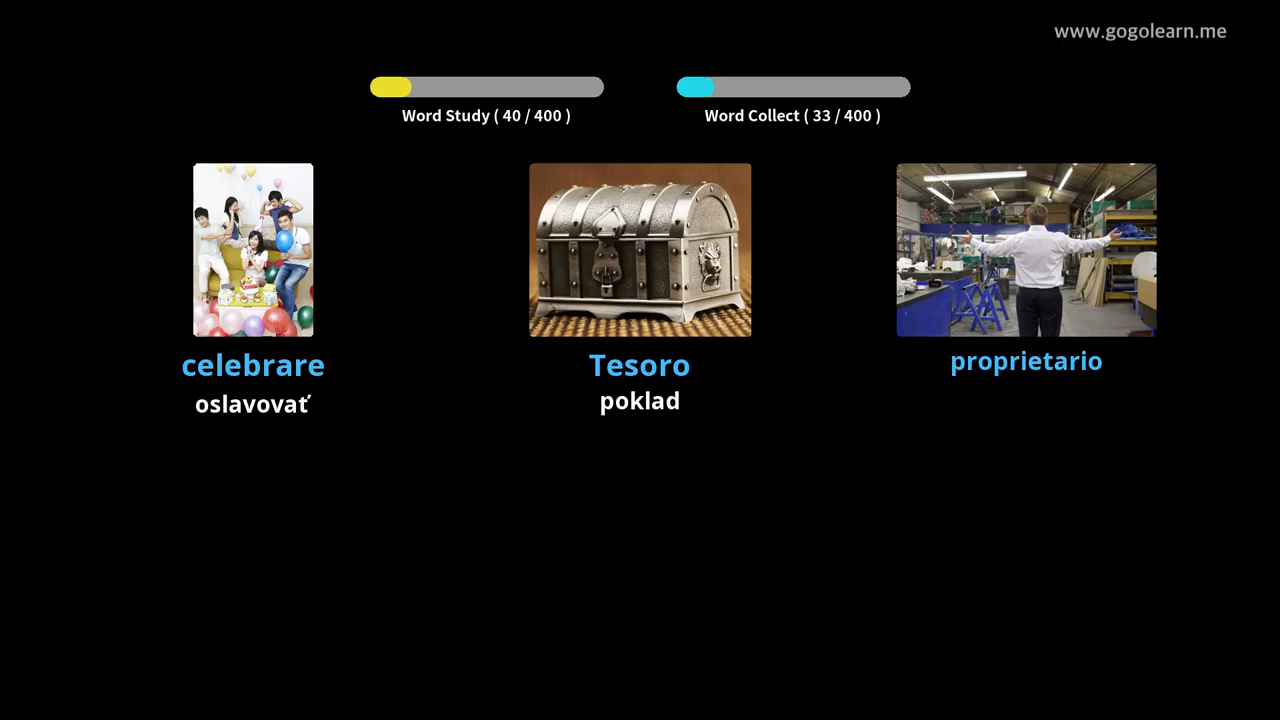 www.gogolearn.me
Word Study ( 40 / 400 )
Word Collect ( 33 / 400 )
celebrare
oslavovať
Tesoro
poklad
proprietario